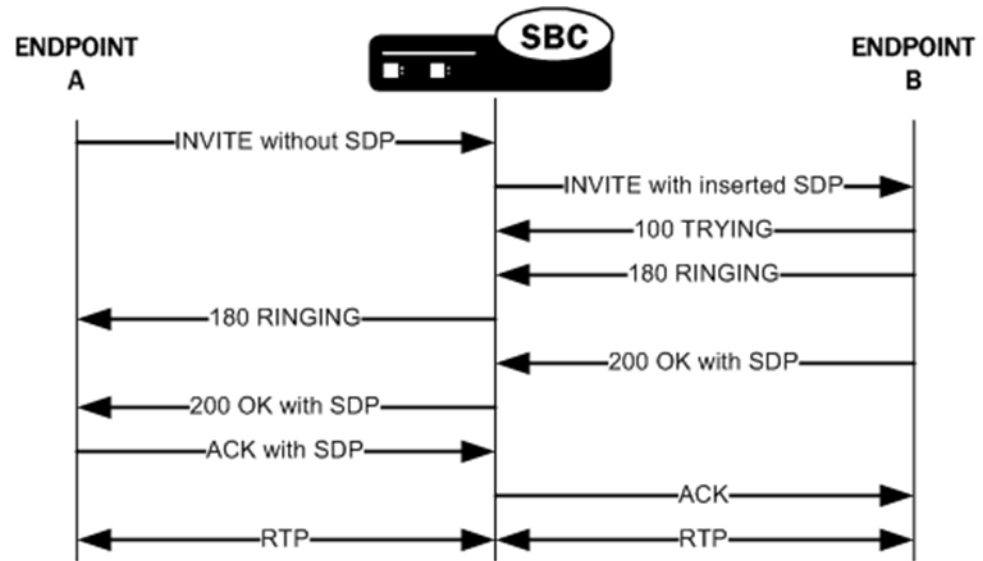 ENDPOINT
A
SBC
ENDPOINT
B
INVITE without SDP
INVITE with inserted SDP
100 TRYING
180 RINGING
180 RINGING
200 OK with SDP
200 OK with SDP
ACK with SDP
ACK
RTP
RTP